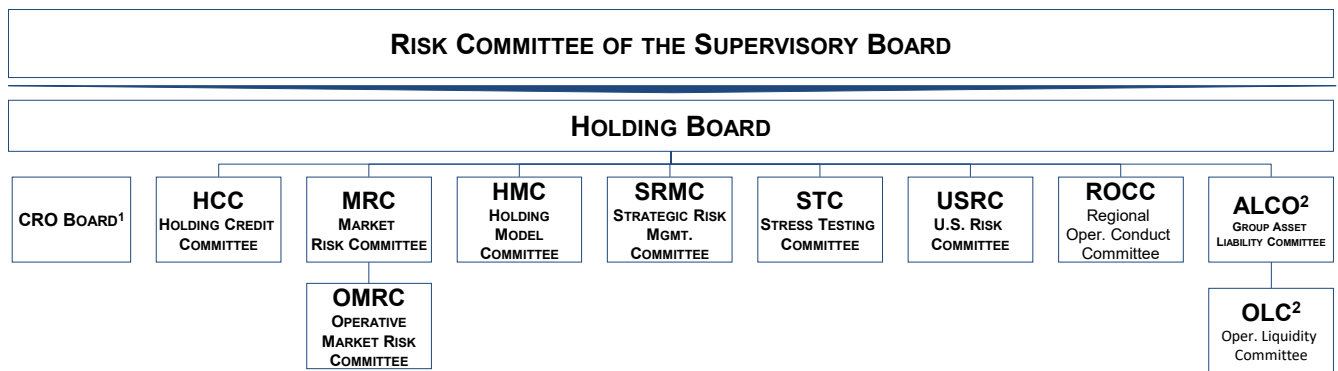 RISK COMMITTEE OF THE SUPERVISORY BOARD
HOLDING BOARD
CRO BOARD¹
HCC
HOLDING CREDIT
COMMITTEE
MRC
MARKET
RISK COMMITTEE
HMC
HOLDING
MODEL
COMMITTEE
SRMC
STRATEGIC RISK
MGMT.
COMMITTEE
STC
STRESS TESTING
COMMITTEE
USRC
U.S. RISK
COMMITTEE
ROCC
Regional
Oper. Conduct
Committee
ALCO²
GROUP ASSET
LIABILITY COMMITTEE
OMRC
OPERATIVE
MARKET RISK
COMMITTEE
OLC²
Oper. Liquidity
Committee